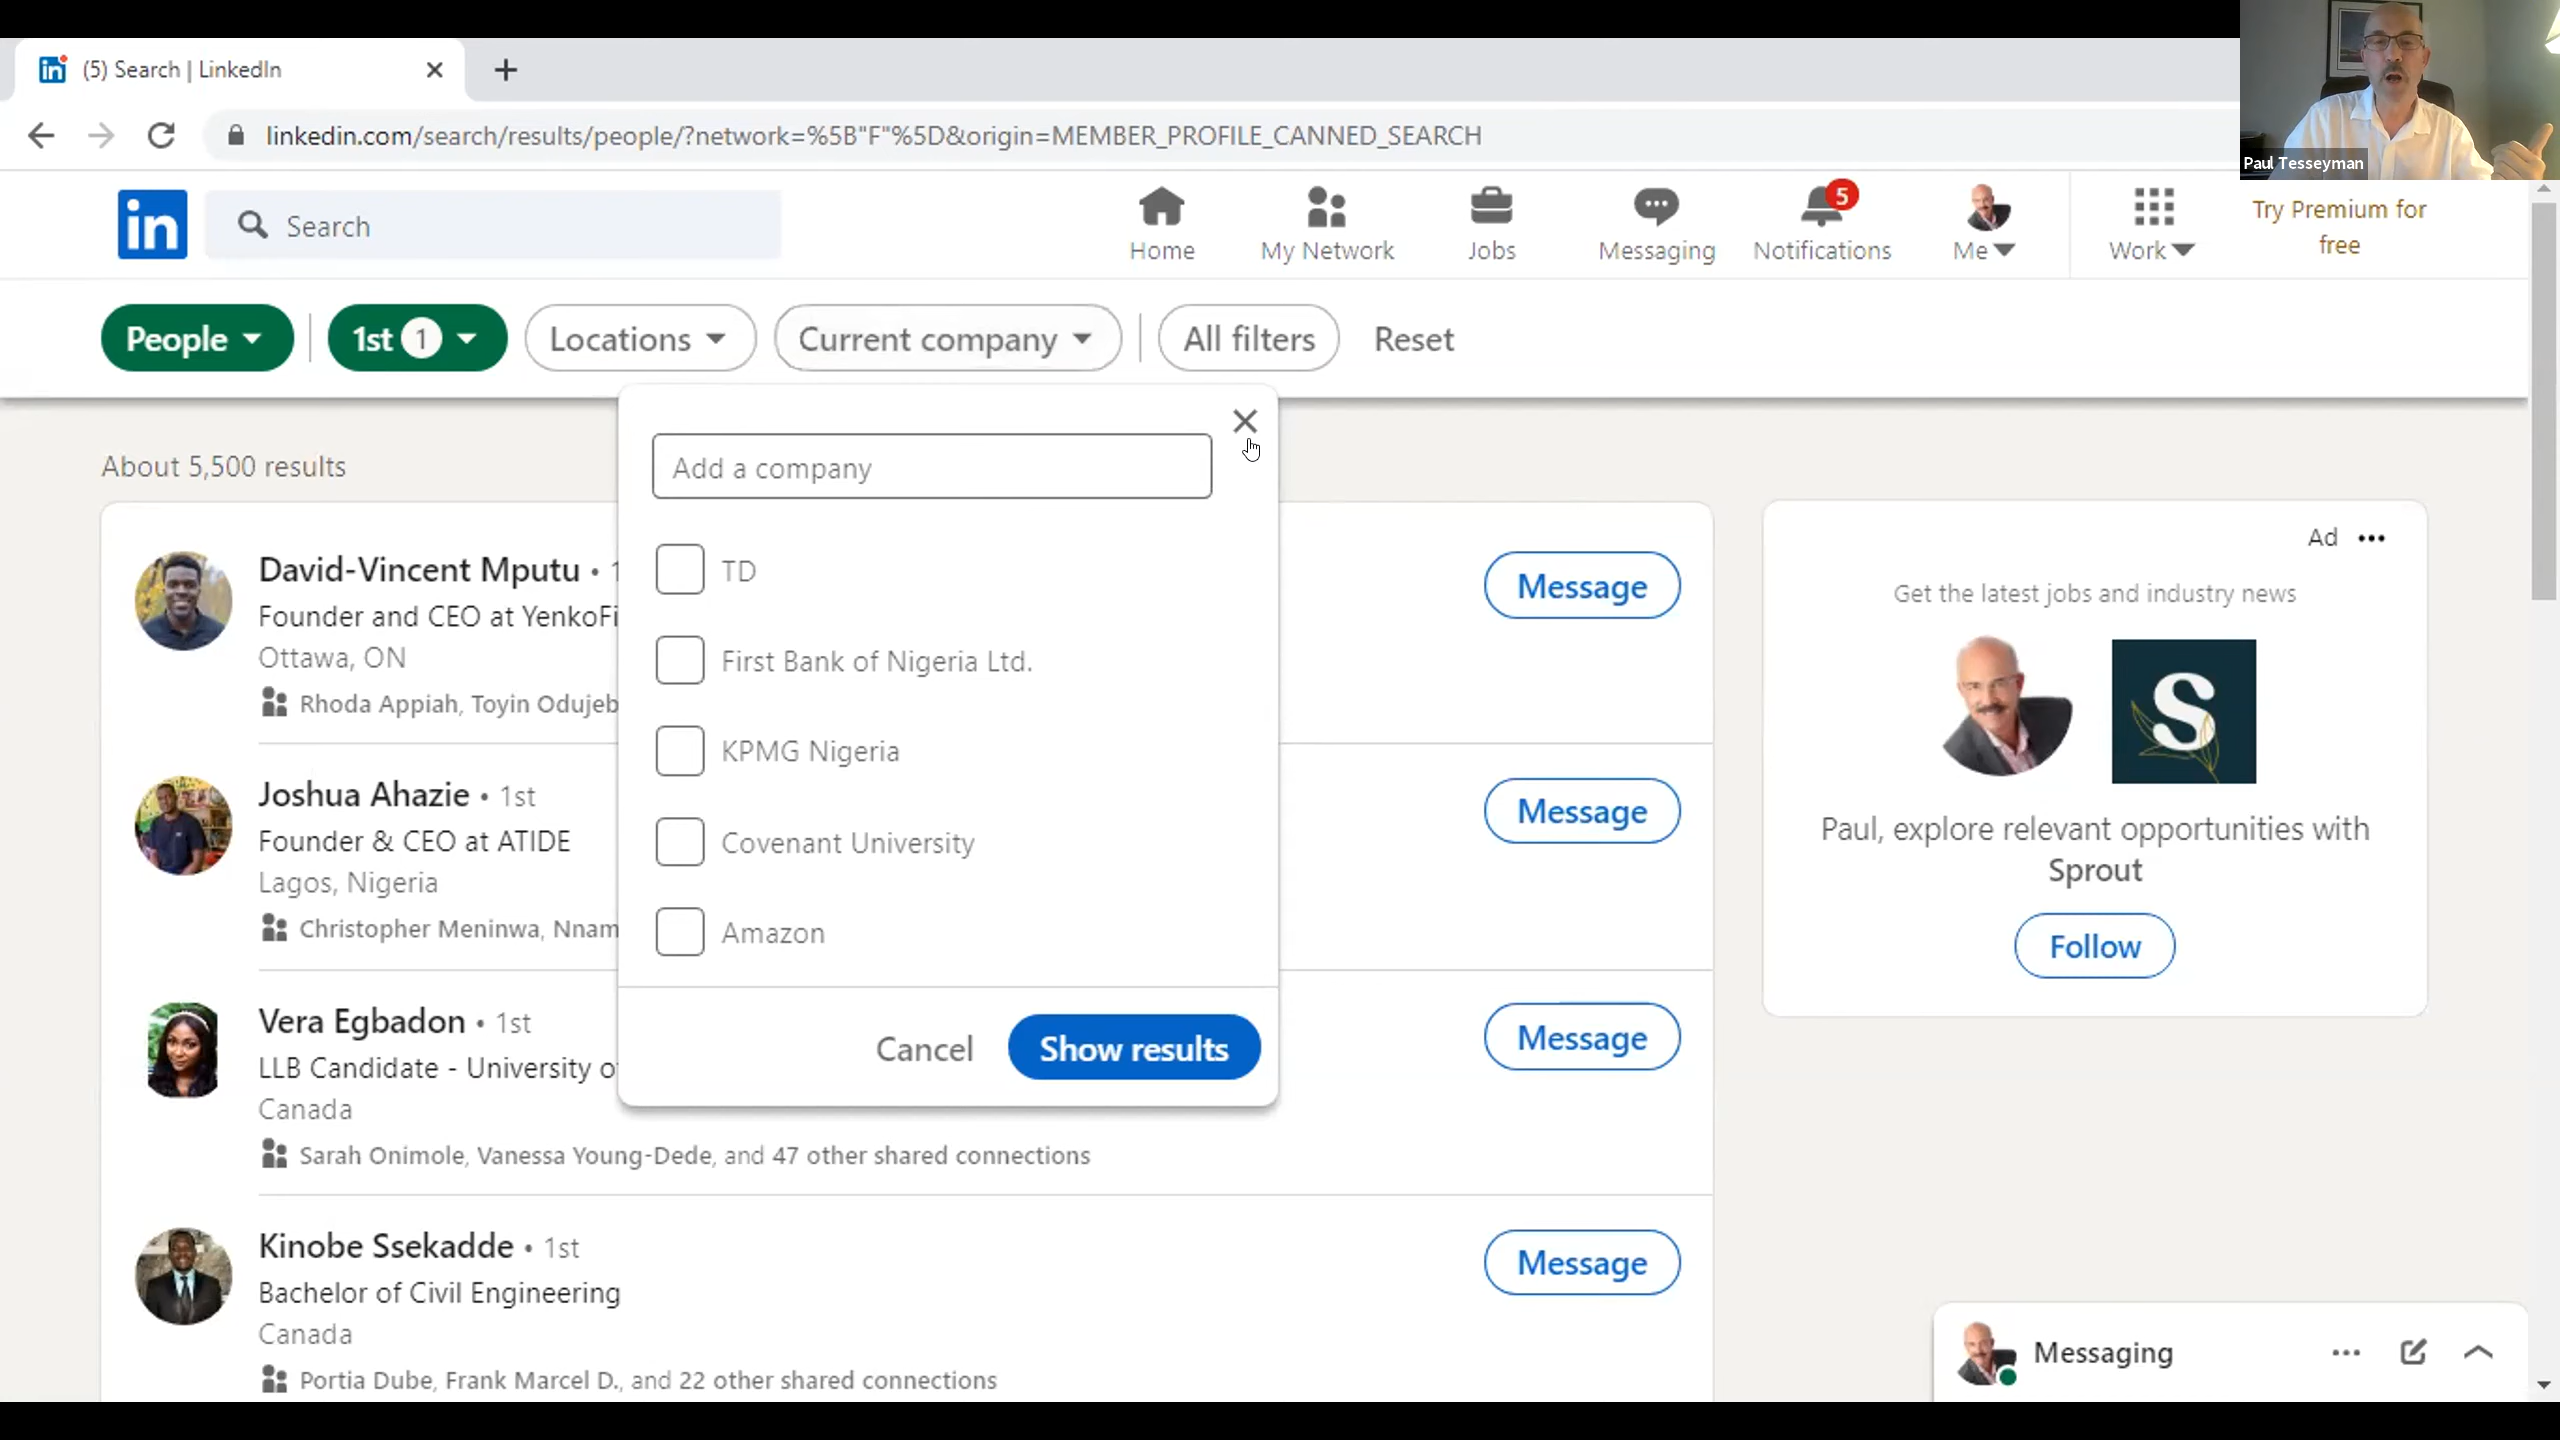 (5) Search | LinkedIn
linkedin.com/search/results/people/?network=%5B"F"%5D&origin=MEMBER_PROFILE_CANNED_SEARCH
Paul Tesseyman
in
Search
Home
My Network
Jobs
Messaging
5
Notifications
Me
Work
Try Premium for
free
People
1st 1
Locations
Current company
All filters
Reset
About 5,500 results
Add a company
TD
First Bank of Nigeria Ltd.
KPMG Nigeria
Covenant University
Amazon
Cancel
Show results
David-Vincent Mputu •
Founder and CEO at YenkoFi
Ottawa, ON
Rhoda Appiah, Toyin Odujeb
Message
Joshua Ahazie • 1st
Founder & CEO at ATIDE
Lagos, Nigeria
Christopher Meninwa, Nnam
Message
Vera Egbadon • 1st
LLB Candidate - University o
Canada
Sarah Onimole, Vanessa Young-Dede, and 47 other shared connections
Message
Kinobe Ssekadde • 1st
Bachelor of Civil Engineering
Canada
Portia Dube, Frank Marcel D., and 22 other shared connections
Message
Ad
Get the latest jobs and industry news
S
Paul, explore relevant opportunities with
Sprout
Follow
Messaging